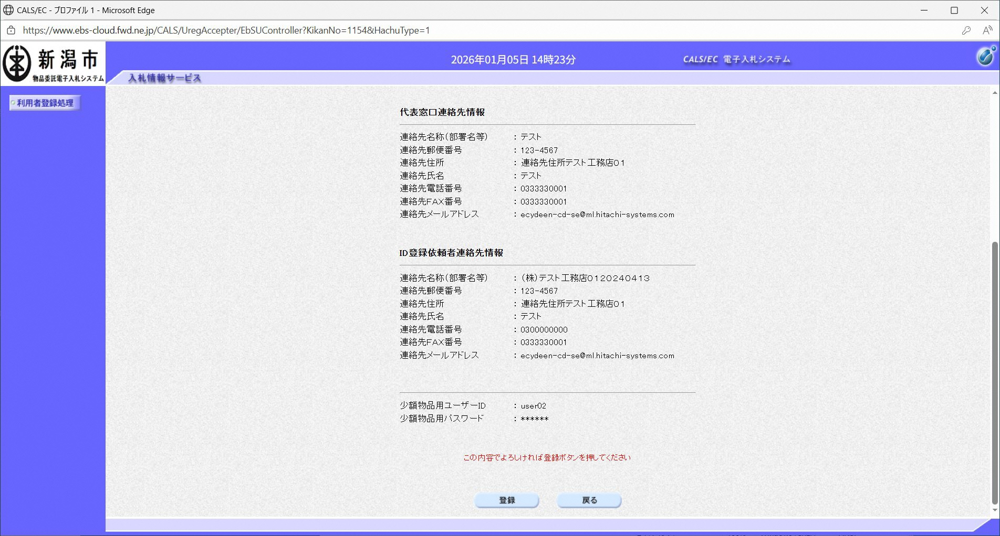 CALS/EC - プロファイル 1 - Microsoft Edge
https://www.ebs-cloud.fwd.ne.jp/CALS/UregAccepter/EbSUController?KikanNo=1154&HachuType=1
新潟市
物品委託電子入札システム
2026年01月05日 14時23分
CALS/EC 電子入札システム
入札情報サービス
利用者登録処理
代表窓口連絡先情報
連絡先名称(部署名等) : テスト
連絡先郵便番号 : 123-4567
連絡先住所 : 連絡先住所テスト工務店01
連絡先氏名 : テスト
連絡先電話番号 : 0333330001
連絡先FAX番号 : 0333330001
連絡先メールアドレス : ecydeen-cd-se@ml.hitachi-systems.com
ID登録依頼者連絡先情報
連絡先名称(部署名等) : (株)テスト工務店0120240413
連絡先郵便番号 : 123-4567
連絡先住所 : 連絡先住所テスト工務店01
連絡先氏名 : テスト
連絡先電話番号 : 0300000000
連絡先FAX番号 : 0333330001
連絡先メールアドレス : ecydeen-cd-se@ml.hitachi-systems.com
少額物品用ユーザーID : user02
少額物品用パスワード : ******
この内容でよろしければ登録ボタンを押してください
登録 戻る